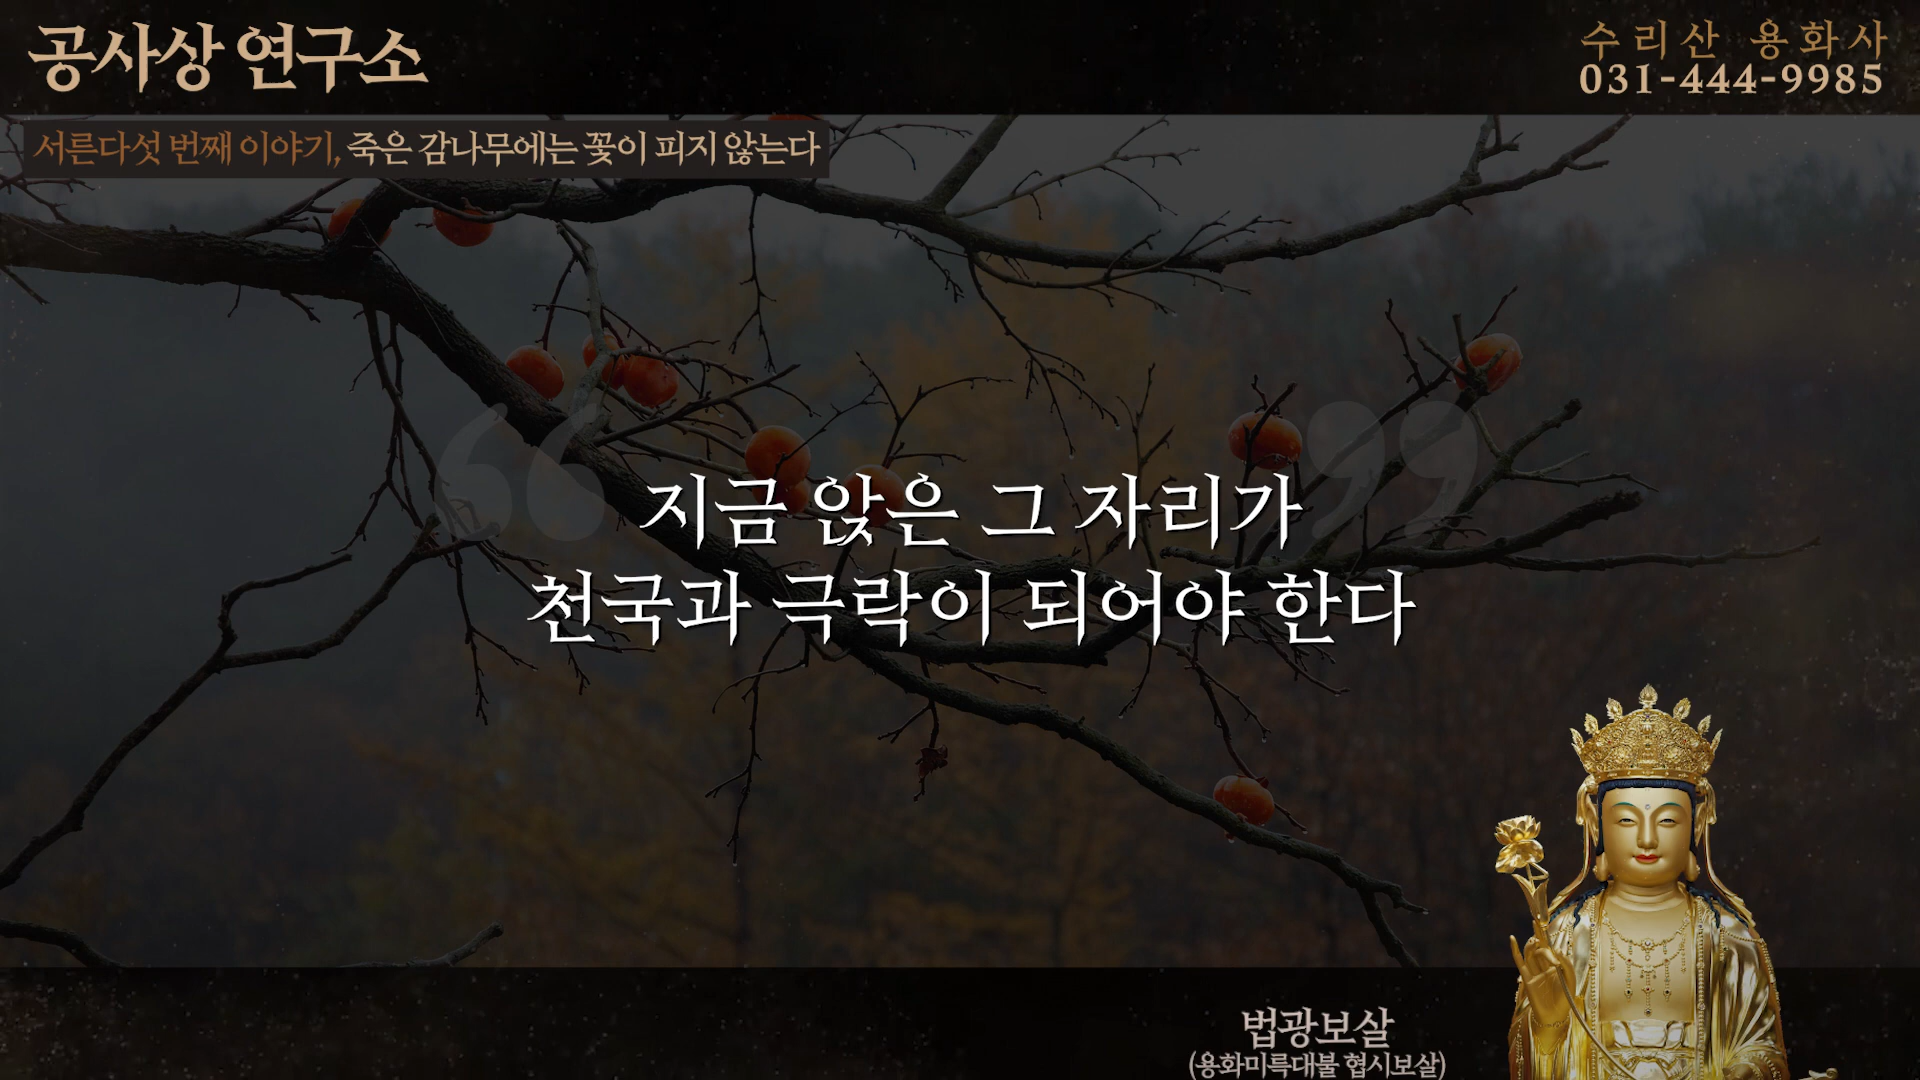 공사상 연구소
수리산 용화사
031-444-9985
서른다섯 번째 이야기, 죽은 감나무에는 꽃이 피지 않는다
“ ”
지금 앉은 그 자리가
천국과 극락이 되어야 한다
법광보살
(용화미륵대불 협시보살)